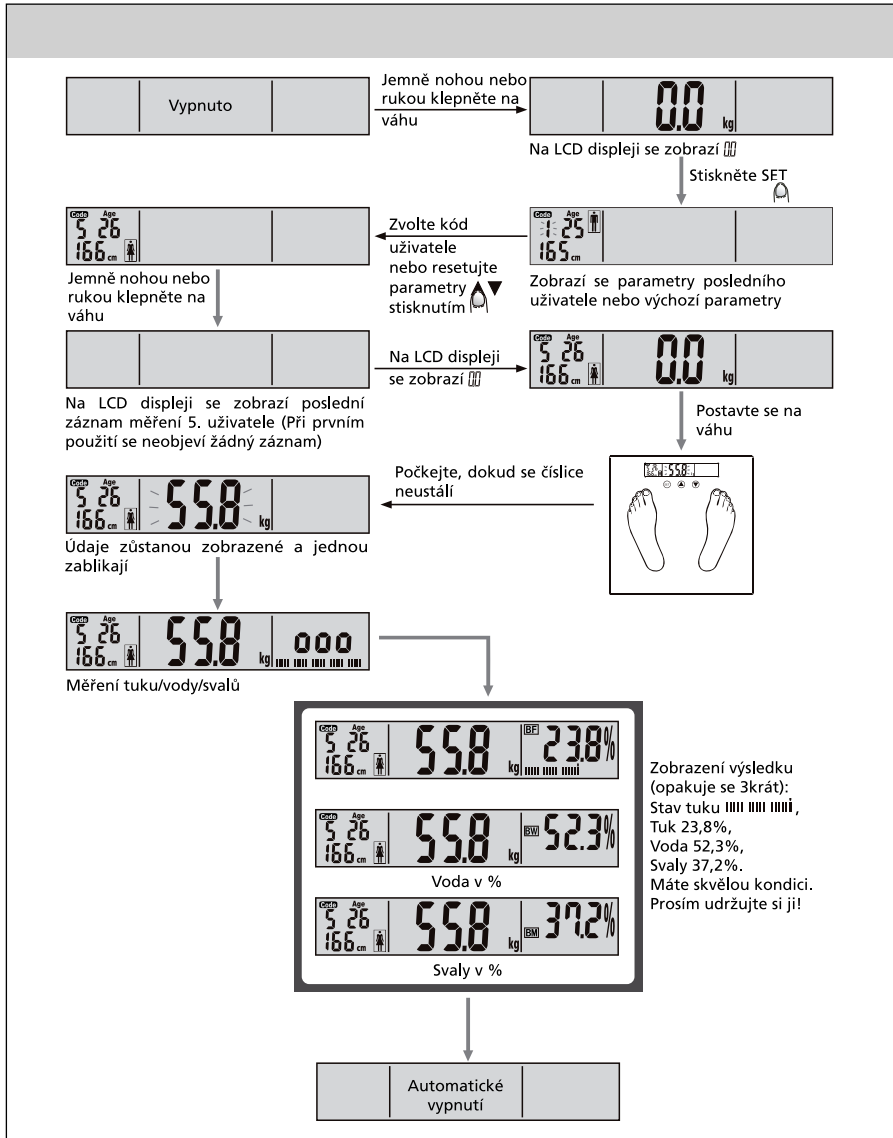 Vypnuto
Jemně nohou nebo
rukou klepněte na
váhu
0.0 kg
Na LCD displeji se zobrazí 0.0
Stiskněte SET
Code Age
1 25
165 cm
Zobrazí se parametry posledního
uživatele nebo výchozí parametry
Zvolte kód
uživatele
nebo resetujte
parametry ▲▼
stisknutím
Code Age
5 26
166 cm
Jemně nohou nebo
rukou klepněte na
váhu
Na LCD displeji se zobrazí poslední
záznam měření 5. uživatele (Při prvním
použití se neobjeví žádný záznam)
Na LCD displeji
se zobrazí 0.0
Code Age
5 26
166 cm
0.0 kg
Postavte se na
váhu
55.8
Počkejte, dokud se číslice
neustálí
Code Age
5 26
166 cm
55.8 kg
Údaje zůstanou zobrazené a jednou
zablikají
Code Age
5 26
166 cm
55.8 kg
ooo
Měření tuku/vody/svalů
Code Age
5 26
166 cm
55.8 kg
BF 23.8%
Code Age
5 26
166 cm
55.8 kg
BW 52.3%
Voda v %
Code Age
5 26
166 cm
55.8 kg
BM 37.2%
Svaly v %
Zobrazení výsledku
(opakuje se 3krát):
Stav tuku ,
Tuk 23,8%,
Voda 52,3%,
Svaly 37,2%.
Máte skvělou kondici.
Prosím udržujte si ji!
Automatické
vypnutí